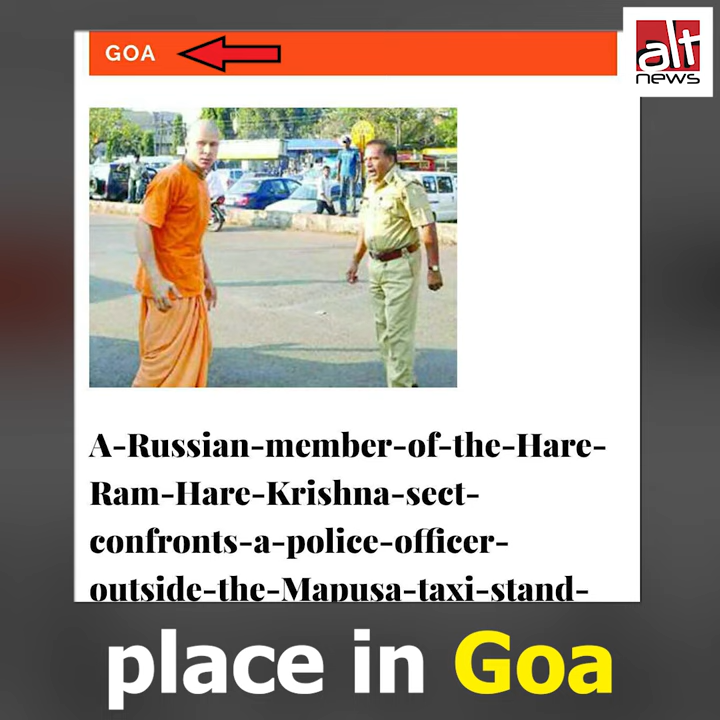 GOA
alt
news
A-Russian-member-of-the-Hare-
Ram-Hare-Krishna-sect-
confronts-a-police-officer-
outside-the-Mapusa-taxi-stand-
place in Goa